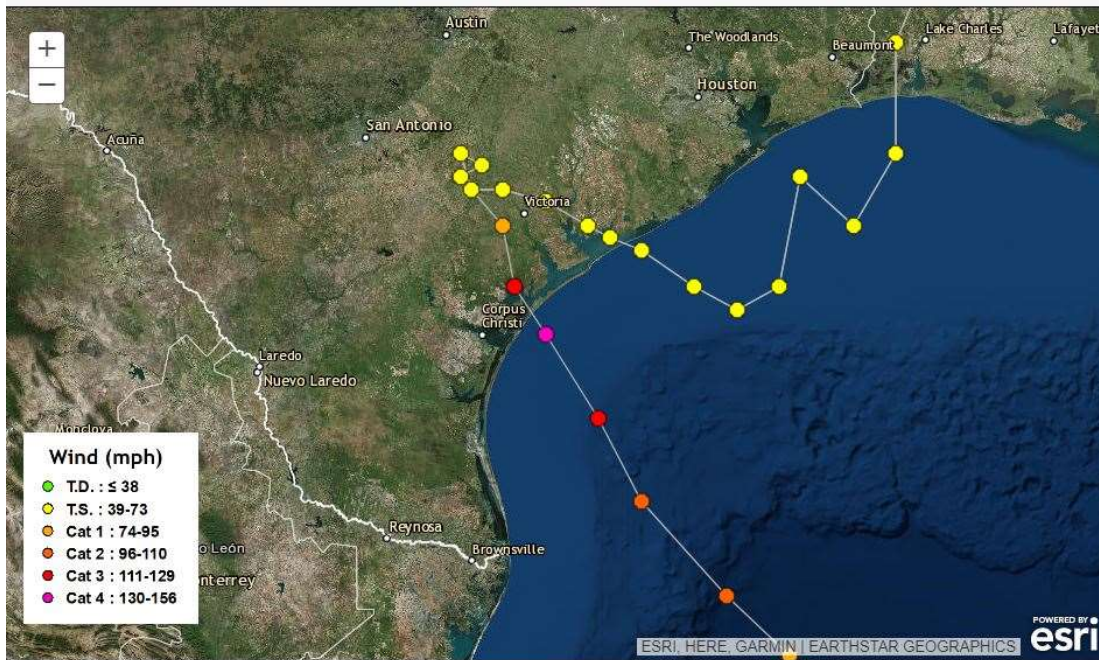 +
Austin
The Woodlands
Lake Charles
Lafayet
Beaumont
Houston
San Antonio
Acuña
Victoria
Corpus
Christi
Laredo
Nuevo Laredo
Monclova
Wind (mph)
T.D. : ≤ 38
T.S. : 39-73
Cat 1 : 74-95
Cat 2 : 96-110
Cat 3 : 111-129
Cat 4 : 130-156
Reynosa
Brownsville
o León
onterrey
ESRI, HERE, GARMIN | EARTHSTAR GEOGRAPHICS
POWERED BY
esri